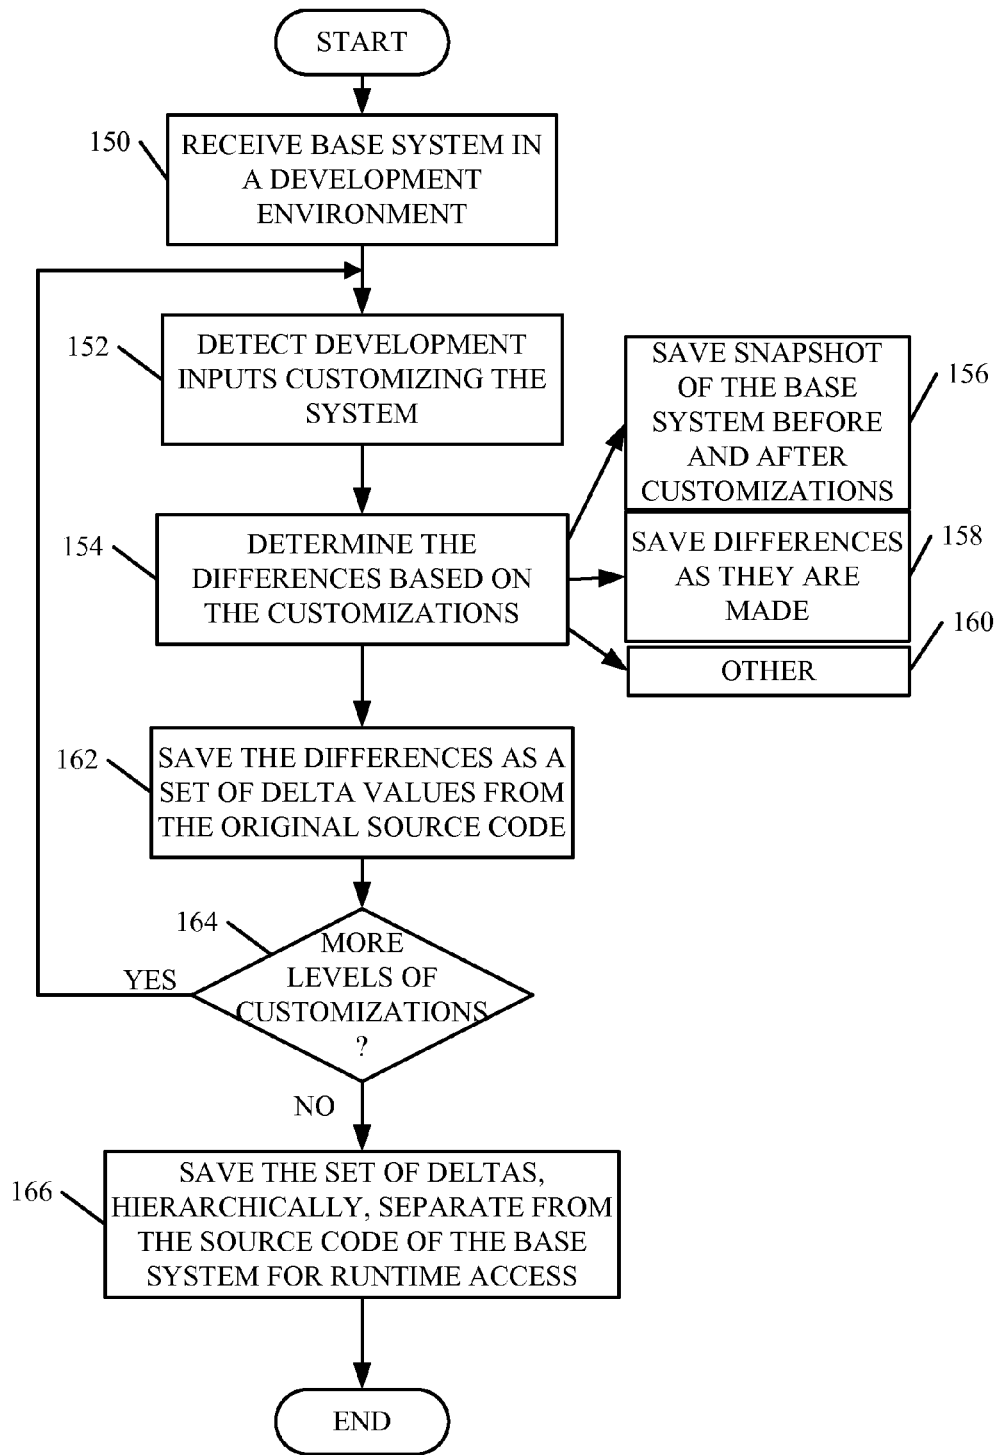 START
150
RECEIVE BASE SYSTEM IN
A DEVELOPMENT
ENVIRONMENT
152
DETECT DEVELOPMENT
INPUTS CUSTOMIZING THE
SYSTEM
SAVE SNAPSHOT
OF THE BASE
SYSTEM BEFORE
AND AFTER
CUSTOMIZATIONS
156
154
DETERMINE THE
DIFFERENCES BASED ON
THE CUSTOMIZATIONS
SAVE DIFFERENCES
AS THEY ARE
MADE
158
OTHER
160
162
SAVE THE DIFFERENCES AS A
SET OF DELTA VALUES FROM
THE ORIGINAL SOURCE CODE
164
MORE
LEVELS OF
CUSTOMIZATIONS
?
YES
NO
166
SAVE THE SET OF DELTAS,
HIERARCHICALLY, SEPARATE FROM
THE SOURCE CODE OF THE BASE
SYSTEM FOR RUNTIME ACCESS
END